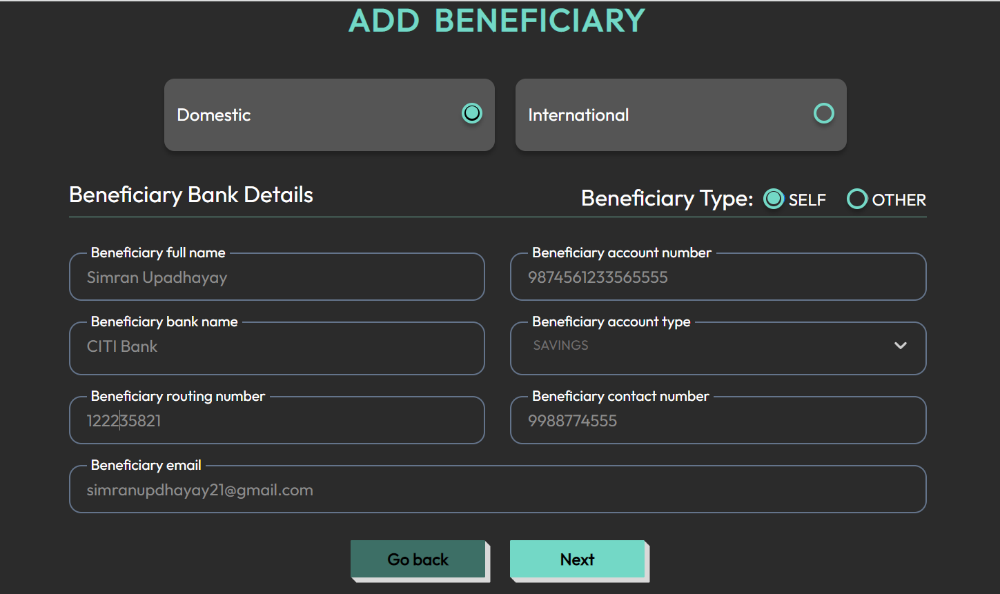 ADD BENEFICIARY
Domestic
International
Beneficiary Bank Details
Beneficiary Type: SELF OTHER
Beneficiary full name
Simran Upadhayay
Beneficiary account number
9874561233565555
Beneficiary bank name
CITI Bank
Beneficiary account type
SAVINGS
Beneficiary routing number
122235821
Beneficiary contact number
9988774555
Beneficiary email
simranupdhayay21@gmail.com
Go back
Next